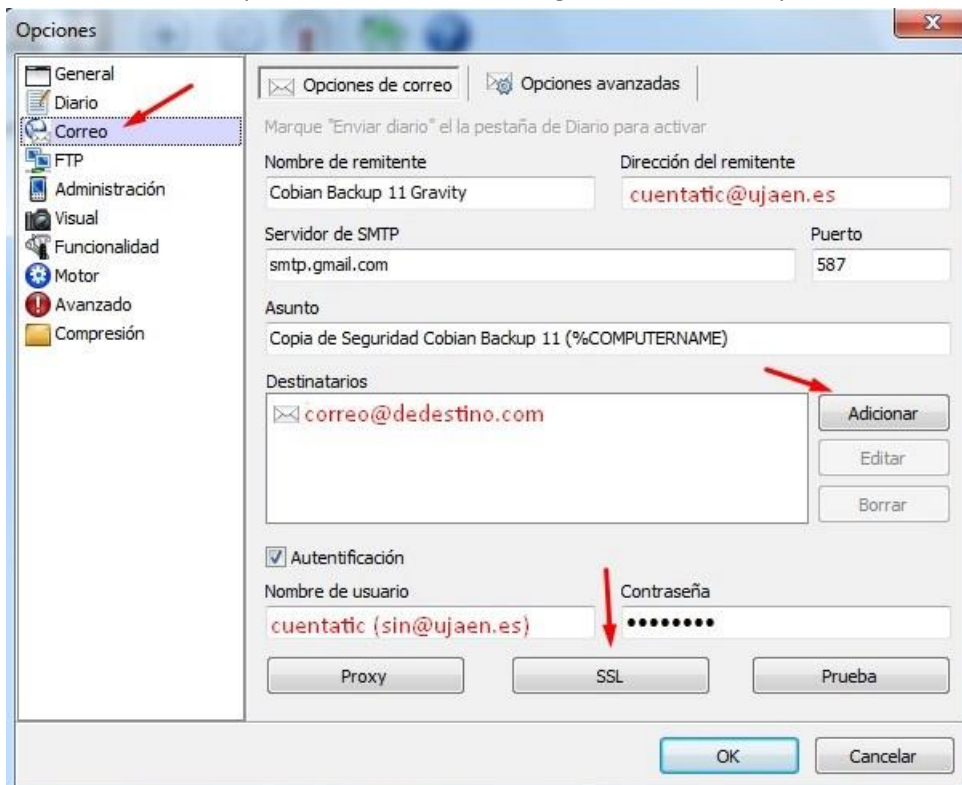 Opciones
General
Diario
Correo
FTP
Administración
Visual
Funcionalidad
Motor
Avanzado
Compresión
Opciones de correo
Opciones avanzadas
Marque "Enviar diario" el la pestaña de Diario para activar
Nombre de remitente
Dirección del remitente
Cobian Backup 11 Gravity
cuentatic@ujaen.es
Servidor de SMTP
Puerto
smtp.gmail.com
587
Asunto
Copia de Seguridad Cobian Backup 11 (%COMPUTERNAME)
Destinatarios
correo@dedestino.com
Adicionar
Editar
Borrar
Autentificación
Nombre de usuario
Contraseña
cuentatic (sin@ujaen.es)
••••••••
Proxy
SSL
Prueba
OK
Cancelar